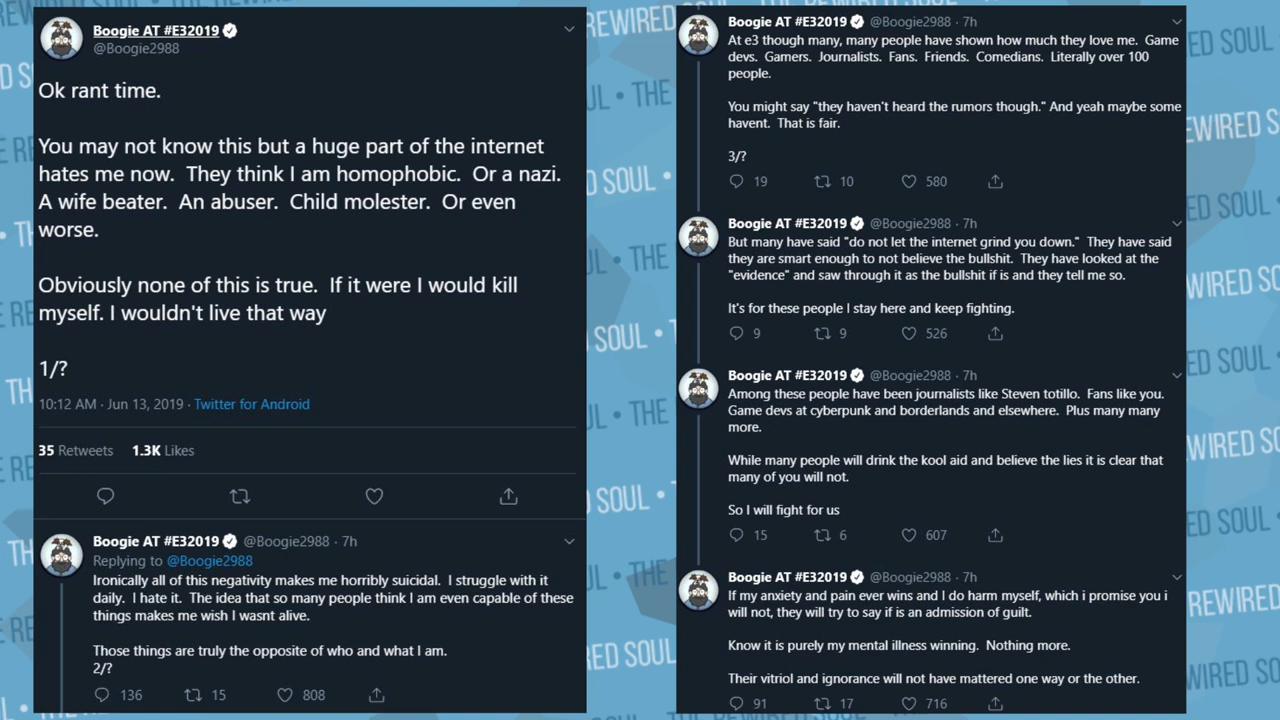 Boogie AT #E32019
@Boogie2988
Ok rant time.
You may not know this but a huge part of the internet
hates me now. They think I am homophobic. Or a nazi.
A wife beater. An abuser. Child molester. Or even
worse.
Obviously none of this is true. If it were I would kill
myself. I wouldn't live that way
1/?
10:12 AM · Jun 13, 2019 · Twitter for Android
35 Retweets 1.3K Likes
Boogie AT #E32019 @Boogie2988 · 7h
Replying to @Boogie2988
Ironically all of this negativity makes me horribly suicidal. I struggle with it
daily. I hate it. The idea that so many people think I am even capable of these
things makes me wish I wasnt alive.
Those things are truly the opposite of who and what I am.
2/?
136 15 808
Boogie AT #E32019 @Boogie2988 · 7h
At e3 though many, many people have shown how much they love me. Game
devs. Gamers. Journalists. Fans. Friends. Comedians. Literally over 100
people.
You might say "they haven't heard the rumors though." And yeah maybe some
havent. That is fair.
3/?
19 10 580
Boogie AT #E32019 @Boogie2988 · 7h
But many have said "do not let the internet grind you down." They have said
they are smart enough to not believe the bullshit. They have looked at the
"evidence" and saw through it as the bullshit if is and they tell me so.
It's for these people I stay here and keep fighting.
9 9 526
Boogie AT #E32019 @Boogie2988 · 7h
Among these people have been journalists like Steven totillo. Fans like you.
Game devs at cyberpunk and borderlands and elsewhere. Plus many many
more.
While many people will drink the kool aid and believe the lies it is clear that
many of you will not.
So I will fight for us
15 6 607
Boogie AT #E32019 @Boogie2988 · 7h
If my anxiety and pain ever wins and I do harm myself, which i promise you i
will not, they will try to say if is an admission of guilt.
Know it is purely my mental illness winning. Nothing more.
Their vitriol and ignorance will not have mattered one way or the other.
91 17 716